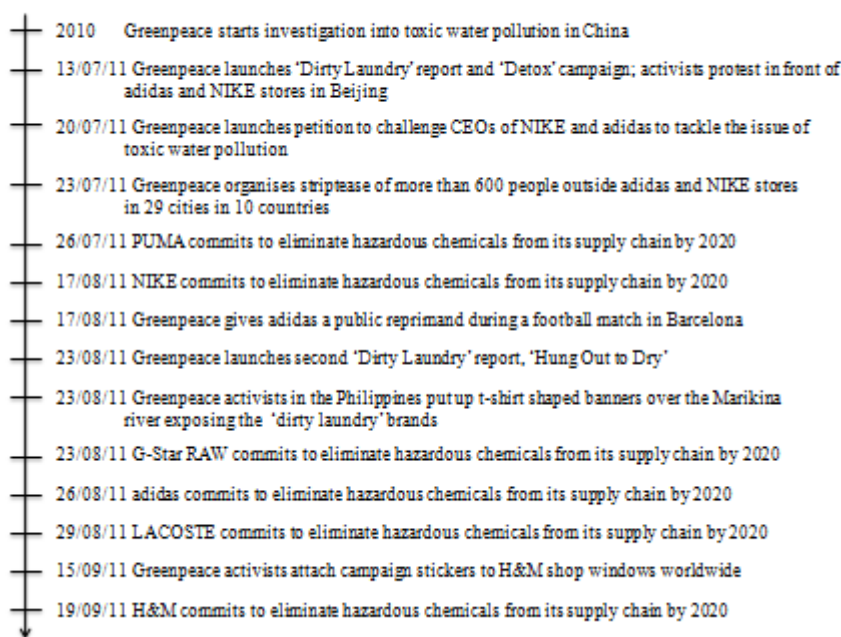 2010 Greenpeace starts investigation into toxic water pollution in China
13/07/11 Greenpeace launches 'Dirty Laundry' report and 'Detox' campaign; activists protest in front of
adidas and NIKE stores in Beijing
20/07/11 Greenpeace launches petition to challenge CEOs of NIKE and adidas to tackle the issue of
toxic water pollution
23/07/11 Greenpeace organises striptease of more than 600 people outside adidas and NIKE stores
in 29 cities in 10 countries
26/07/11 PUMA commits to eliminate hazardous chemicals from its supply chain by 2020
17/08/11 NIKE commits to eliminate hazardous chemicals from its supply chain by 2020
17/08/11 Greenpeace gives adidas a public reprimand during a football match in Barcelona
23/08/11 Greenpeace launches second 'Dirty Laundry' report, 'Hung Out to Dry'
23/08/11 Greenpeace activists in the Philippines put up t-shirt shaped banners over the Marikina
river exposing the 'dirty laundry' brands
23/08/11 G-Star RAW commits to eliminate hazardous chemicals from its supply chain by 2020
26/08/11 adidas commits to eliminate hazardous chemicals from its supply chain by 2020
29/08/11 LACOSTE commits to eliminate hazardous chemicals from its supply chain by 2020
15/09/11 Greenpeace activists attach campaign stickers to H&M shop windows worldwide
19/09/11 H&M commits to eliminate hazardous chemicals from its supply chain by 2020